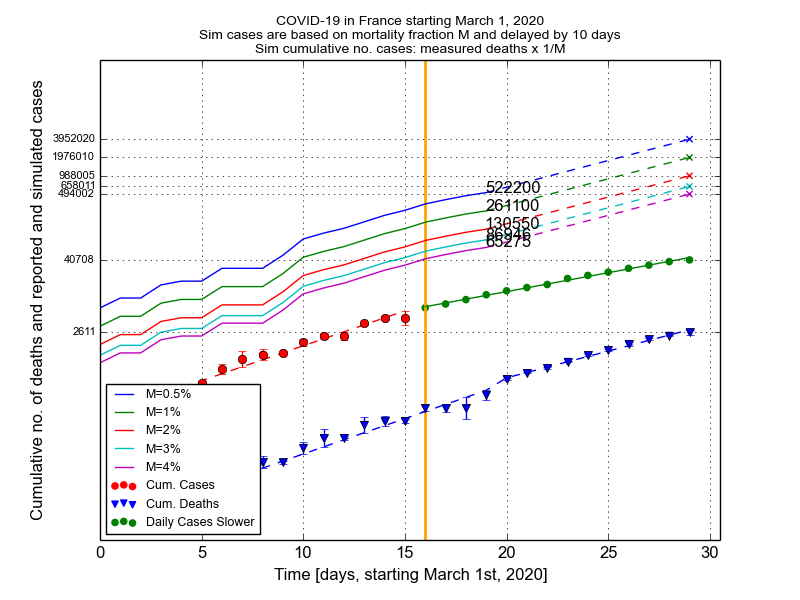 COVID-19 in France starting March 1, 2020
Sim cases are based on mortality fraction M and delayed by 10 days
Sim cumulative no. cases: measured deaths x 1/M
Cumulative no. of deaths and reported and simulated cases
3952020
1976010
988005
658011
494002
40708
2611
522200
261100
130550
86946
65275
M=0.5%
M=1%
M=2%
M=3%
M=4%
Cum. Cases
Cum. Deaths
Daily Cases Slower
0 5 10 15 20 25 30
Time [days, starting March 1st, 2020]